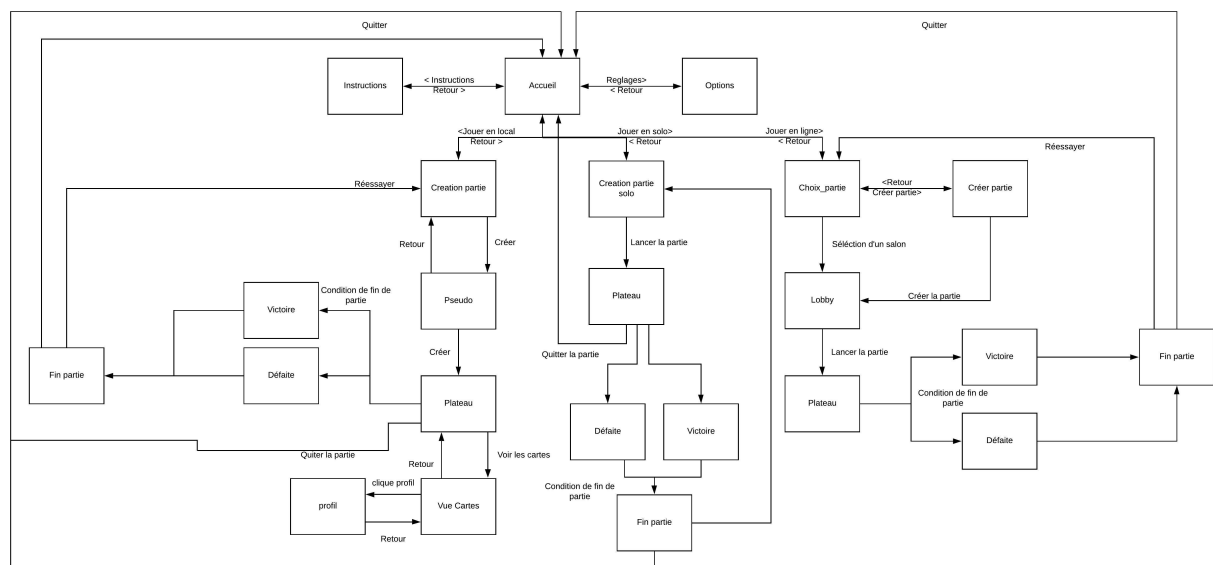 Quitter
Quitter
Instructions
< Instructions
Retour >
Accueil
Reglages>
< Retour
Options
<Jouer en local
Retour >
Jouer en solo>
< Retour
Jouer en ligne>
< Retour
Réessayer
Réessayer
Creation partie
Creation partie
solo
Choix_partie
<Retour
Créer partie>
Créer partie
Retour
Créer
Lancer la partie
Séléction d'un salon
Condition de fin de
partie
Victoire
Pseudo
Plateau
Lobby
Créer la partie
Créer
Quitter la partie
Lancer la partie
Fin partie
Défaite
Plateau
Victoire
Fin partie
Plateau
Condition de fin de
partie
Défaite
Victoire
Défaite
Quiter la partie
Retour
Voir les cartes
clique profil
profil
Vue Cartes
Retour
Condition de fin de
partie
Fin partie